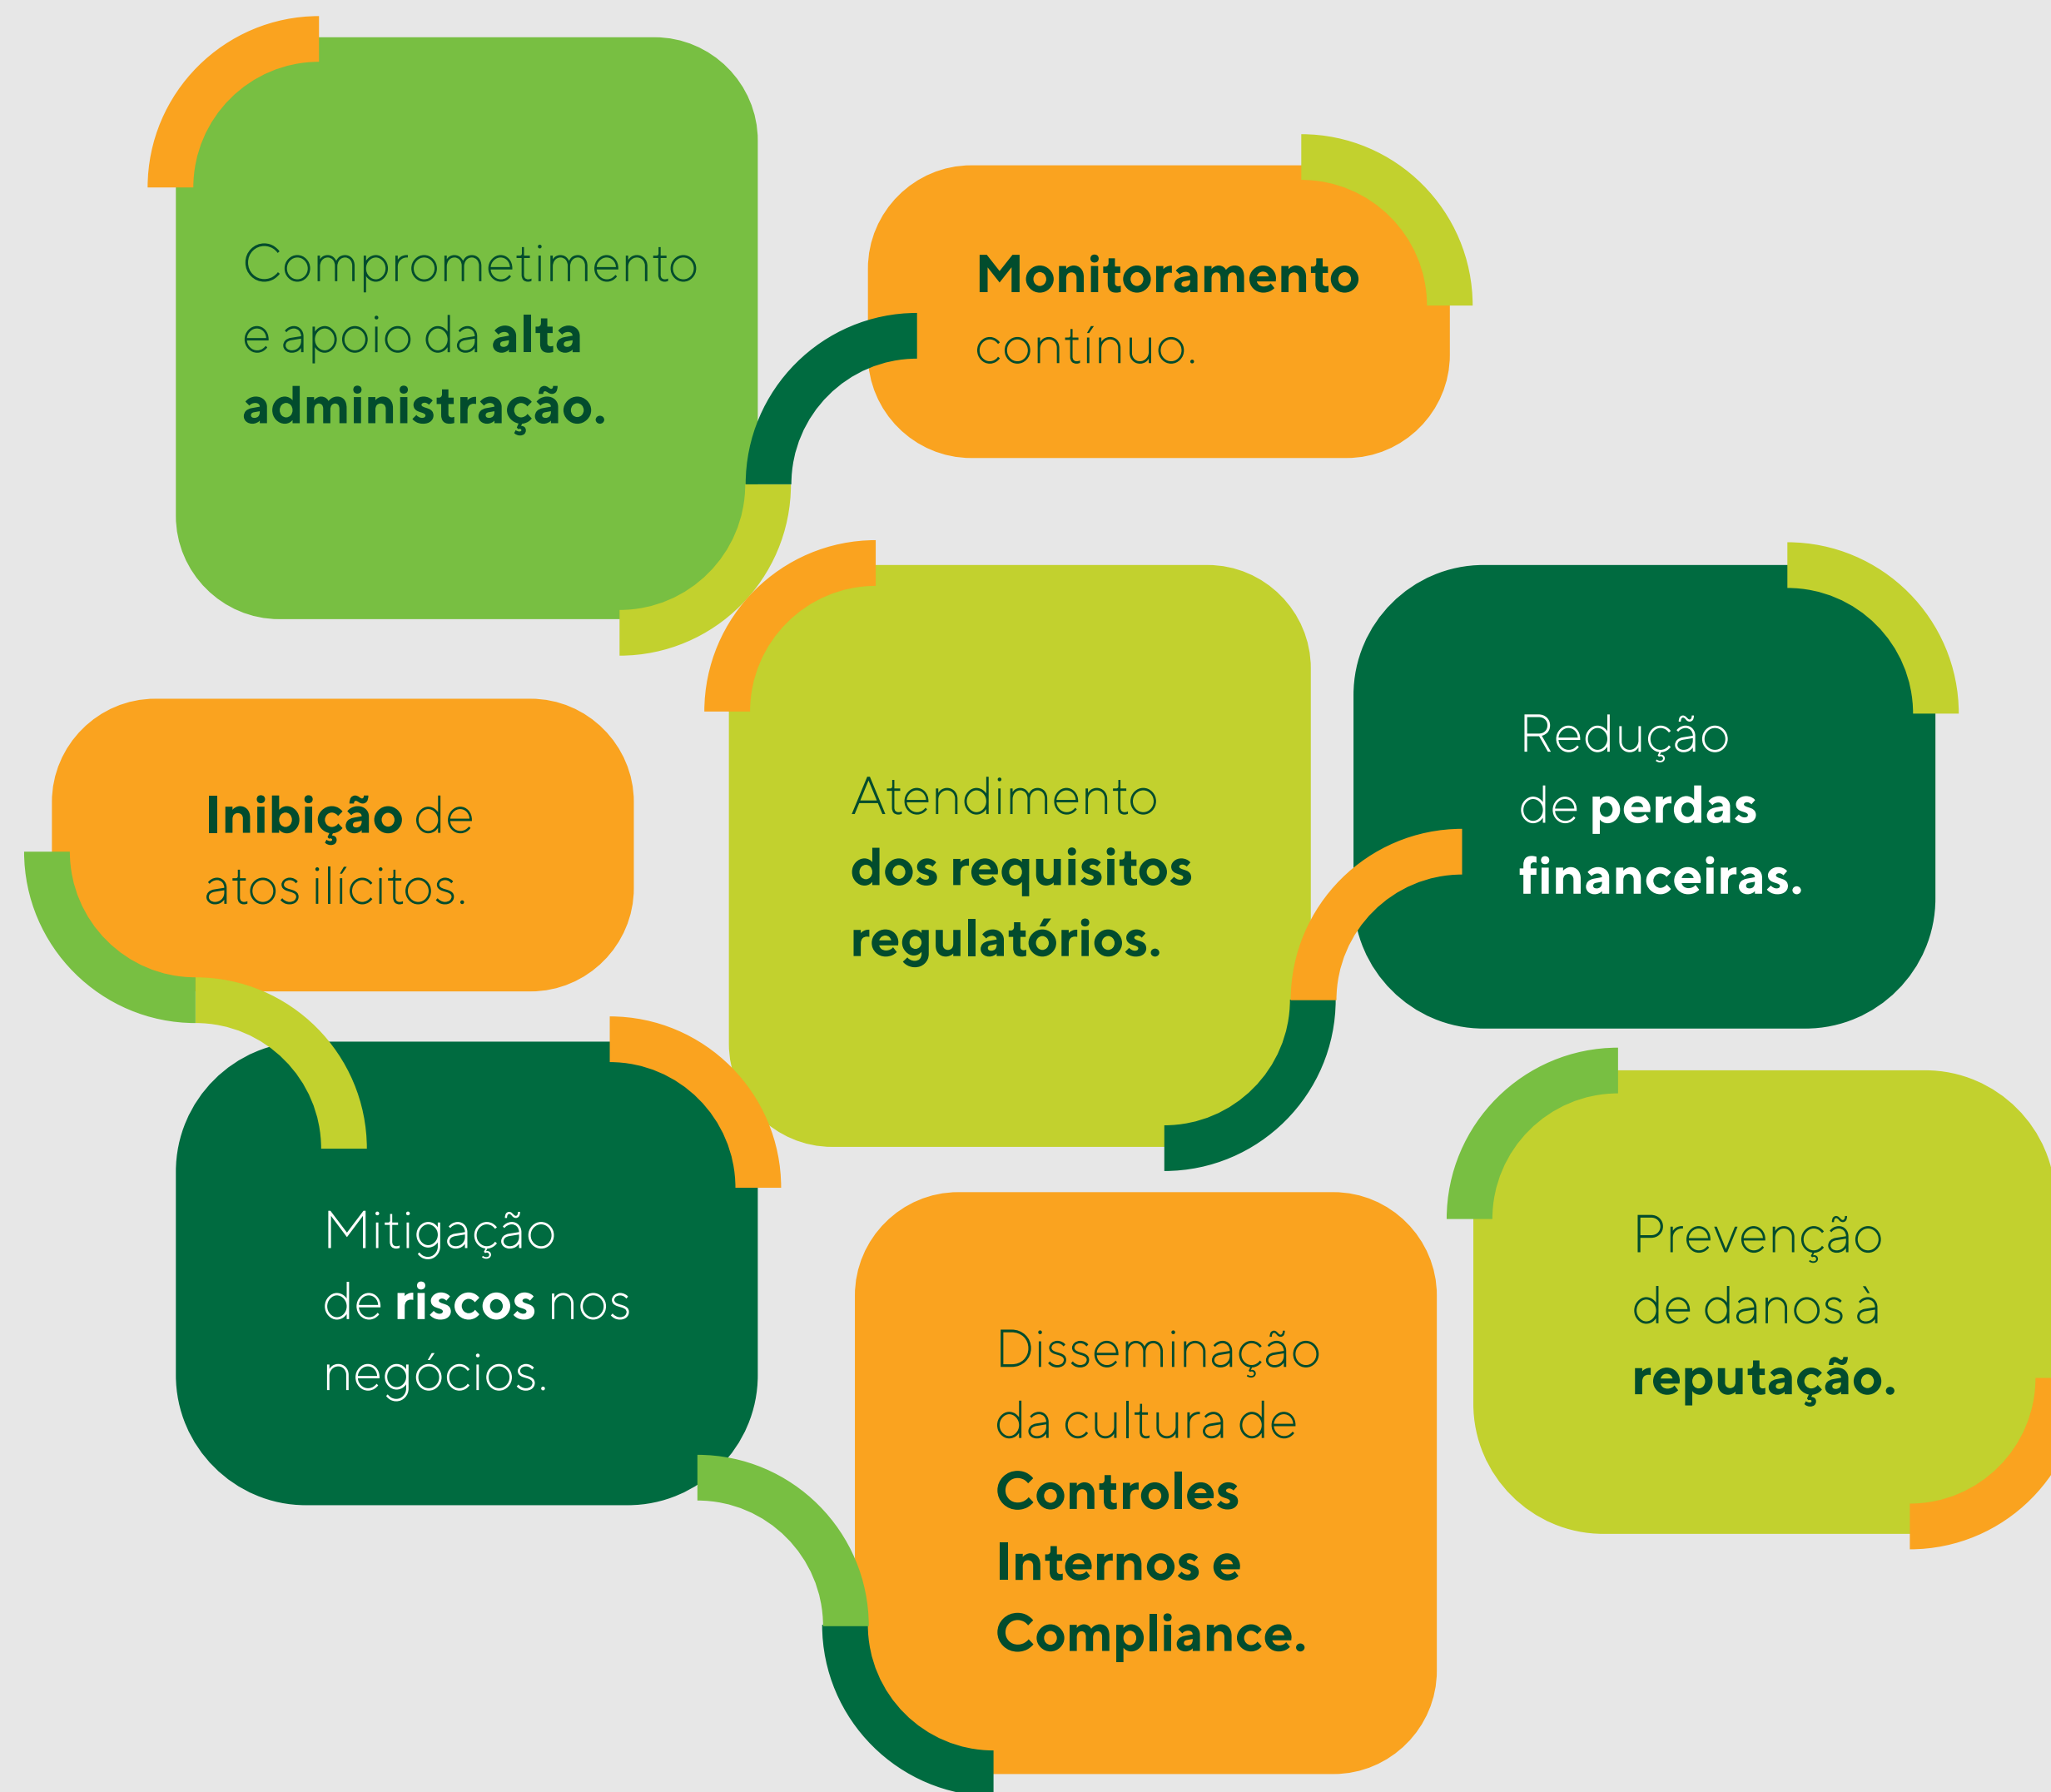 Comprometimento
e apoio da alta
administração.
Monitoramento
contínuo.
Inibição de
atos ilícitos.
Atendimento
dos requisitos
regulatórios.
Redução
de perdas
financeiras.
Mitigação
de riscos nos
negócios.
Disseminação
da cultura de
Controles
Internos e
Compliance.
Prevenção
de danos à
reputação.